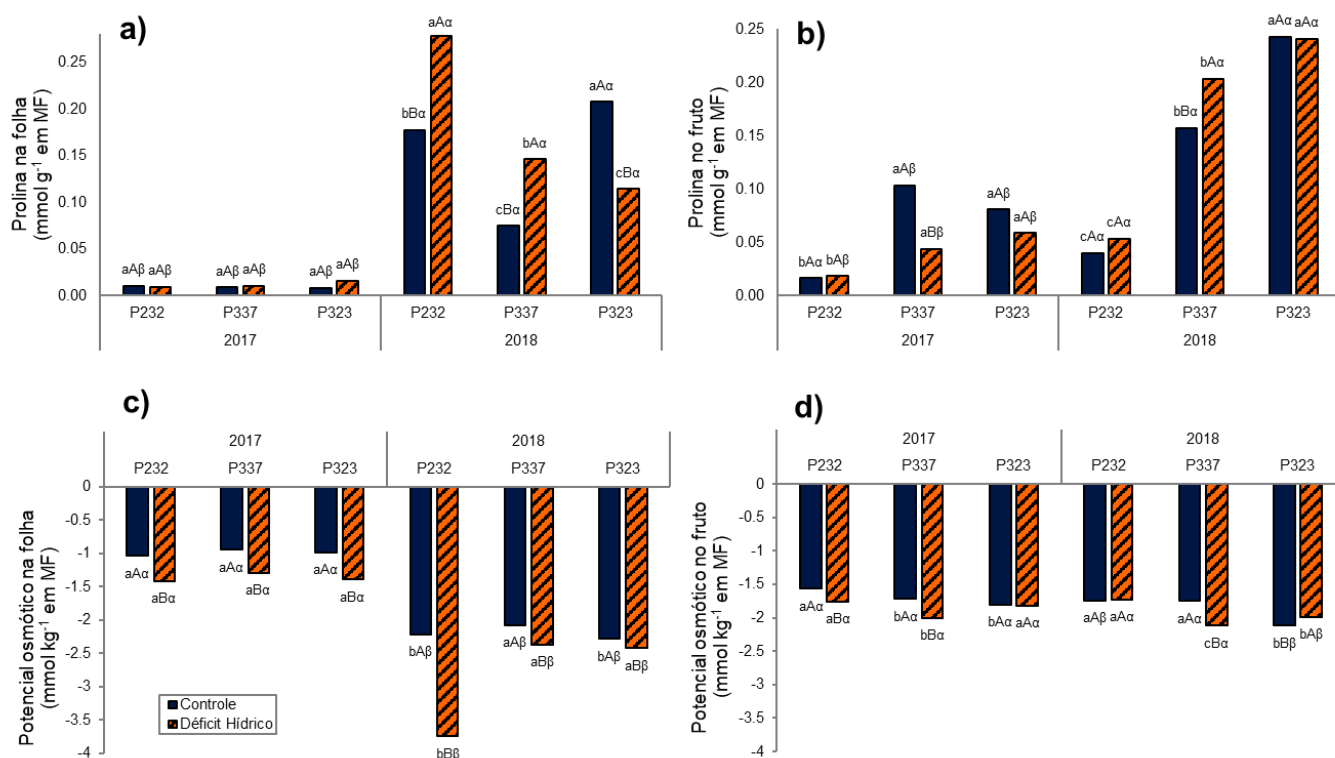 a)
Prolina na folha
(mmol g⁻¹ em MF)
0.25
0.20
0.15
0.10
0.05
0.00
aAβ aAβ aAβ aAβ aAβ aAβ bBα aAα cBα bAα aAα cBα
P232 P337 P323 P232 P337 P323
2017 2018
b)
Prolina no fruto
(mmol g⁻¹ em MF)
0.25
0.20
0.15
0.10
0.05
0.00
bAα bAβ aAβ aBβ aAβ aAβ cAα cAα bBα bAα aAα aAα
P232 P337 P323 P232 P337 P323
2017 2018
c)
2017 2018
P232 P337 P323 P232 P337 P323
Potencial osmótico na folha
(mmol kg⁻¹ em MF)
0
-0.5
-1
-1.5
-2
-2.5
-3
-3.5
-4
aAα aBα aAα aBα aAα aBα bAβ bBβ aAβ aBβ bAβ aBβ
Controle
Déficit Hídrico
d)
2017 2018
P232 P337 P323 P232 P337 P323
Potencial osmótico no fruto
(mmol kg⁻¹ em MF)
0
-0.5
-1
-1.5
-2
-2.5
-3
-3.5
-4
aAα aBα bAα bBα bAα aAα aAβ aAα aAα cBα bBβ bAβ